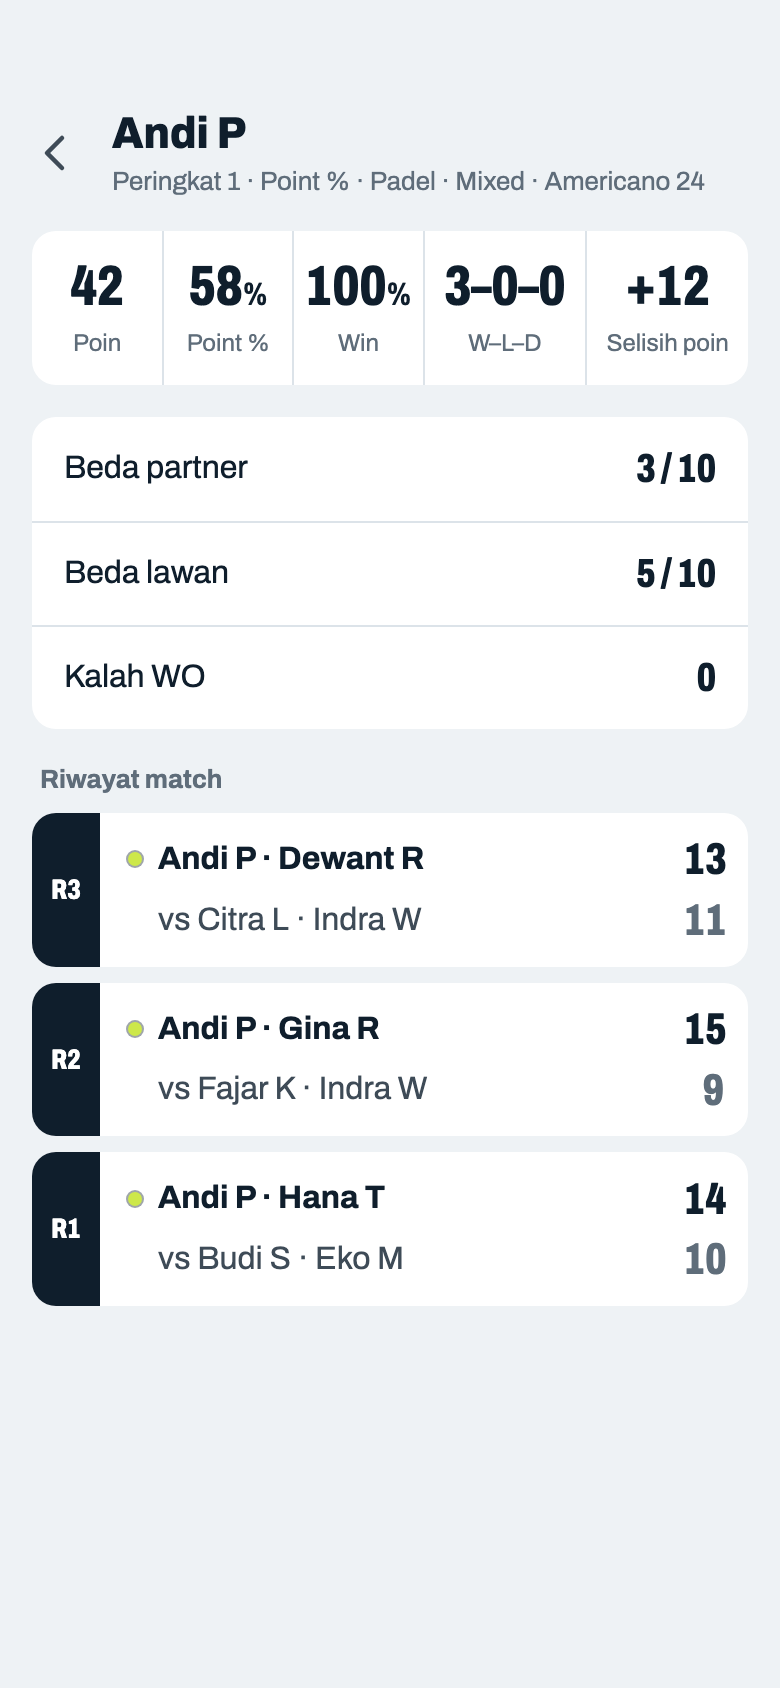 Andi P
Peringkat 1 · Point % · Padel · Mixed · Americano 24
42 58% 100% 3–0–0 +12
Poin Point % Win W–L–D Selisih poin
Beda partner 3 / 10
Beda lawan 5 / 10
Kalah WO 0
Riwayat match
R3
Andi P · Dewant R 13
vs Citra L · Indra W 11
R2
Andi P · Gina R 15
vs Fajar K · Indra W 9
R1
Andi P · Hana T 14
vs Budi S · Eko M 10